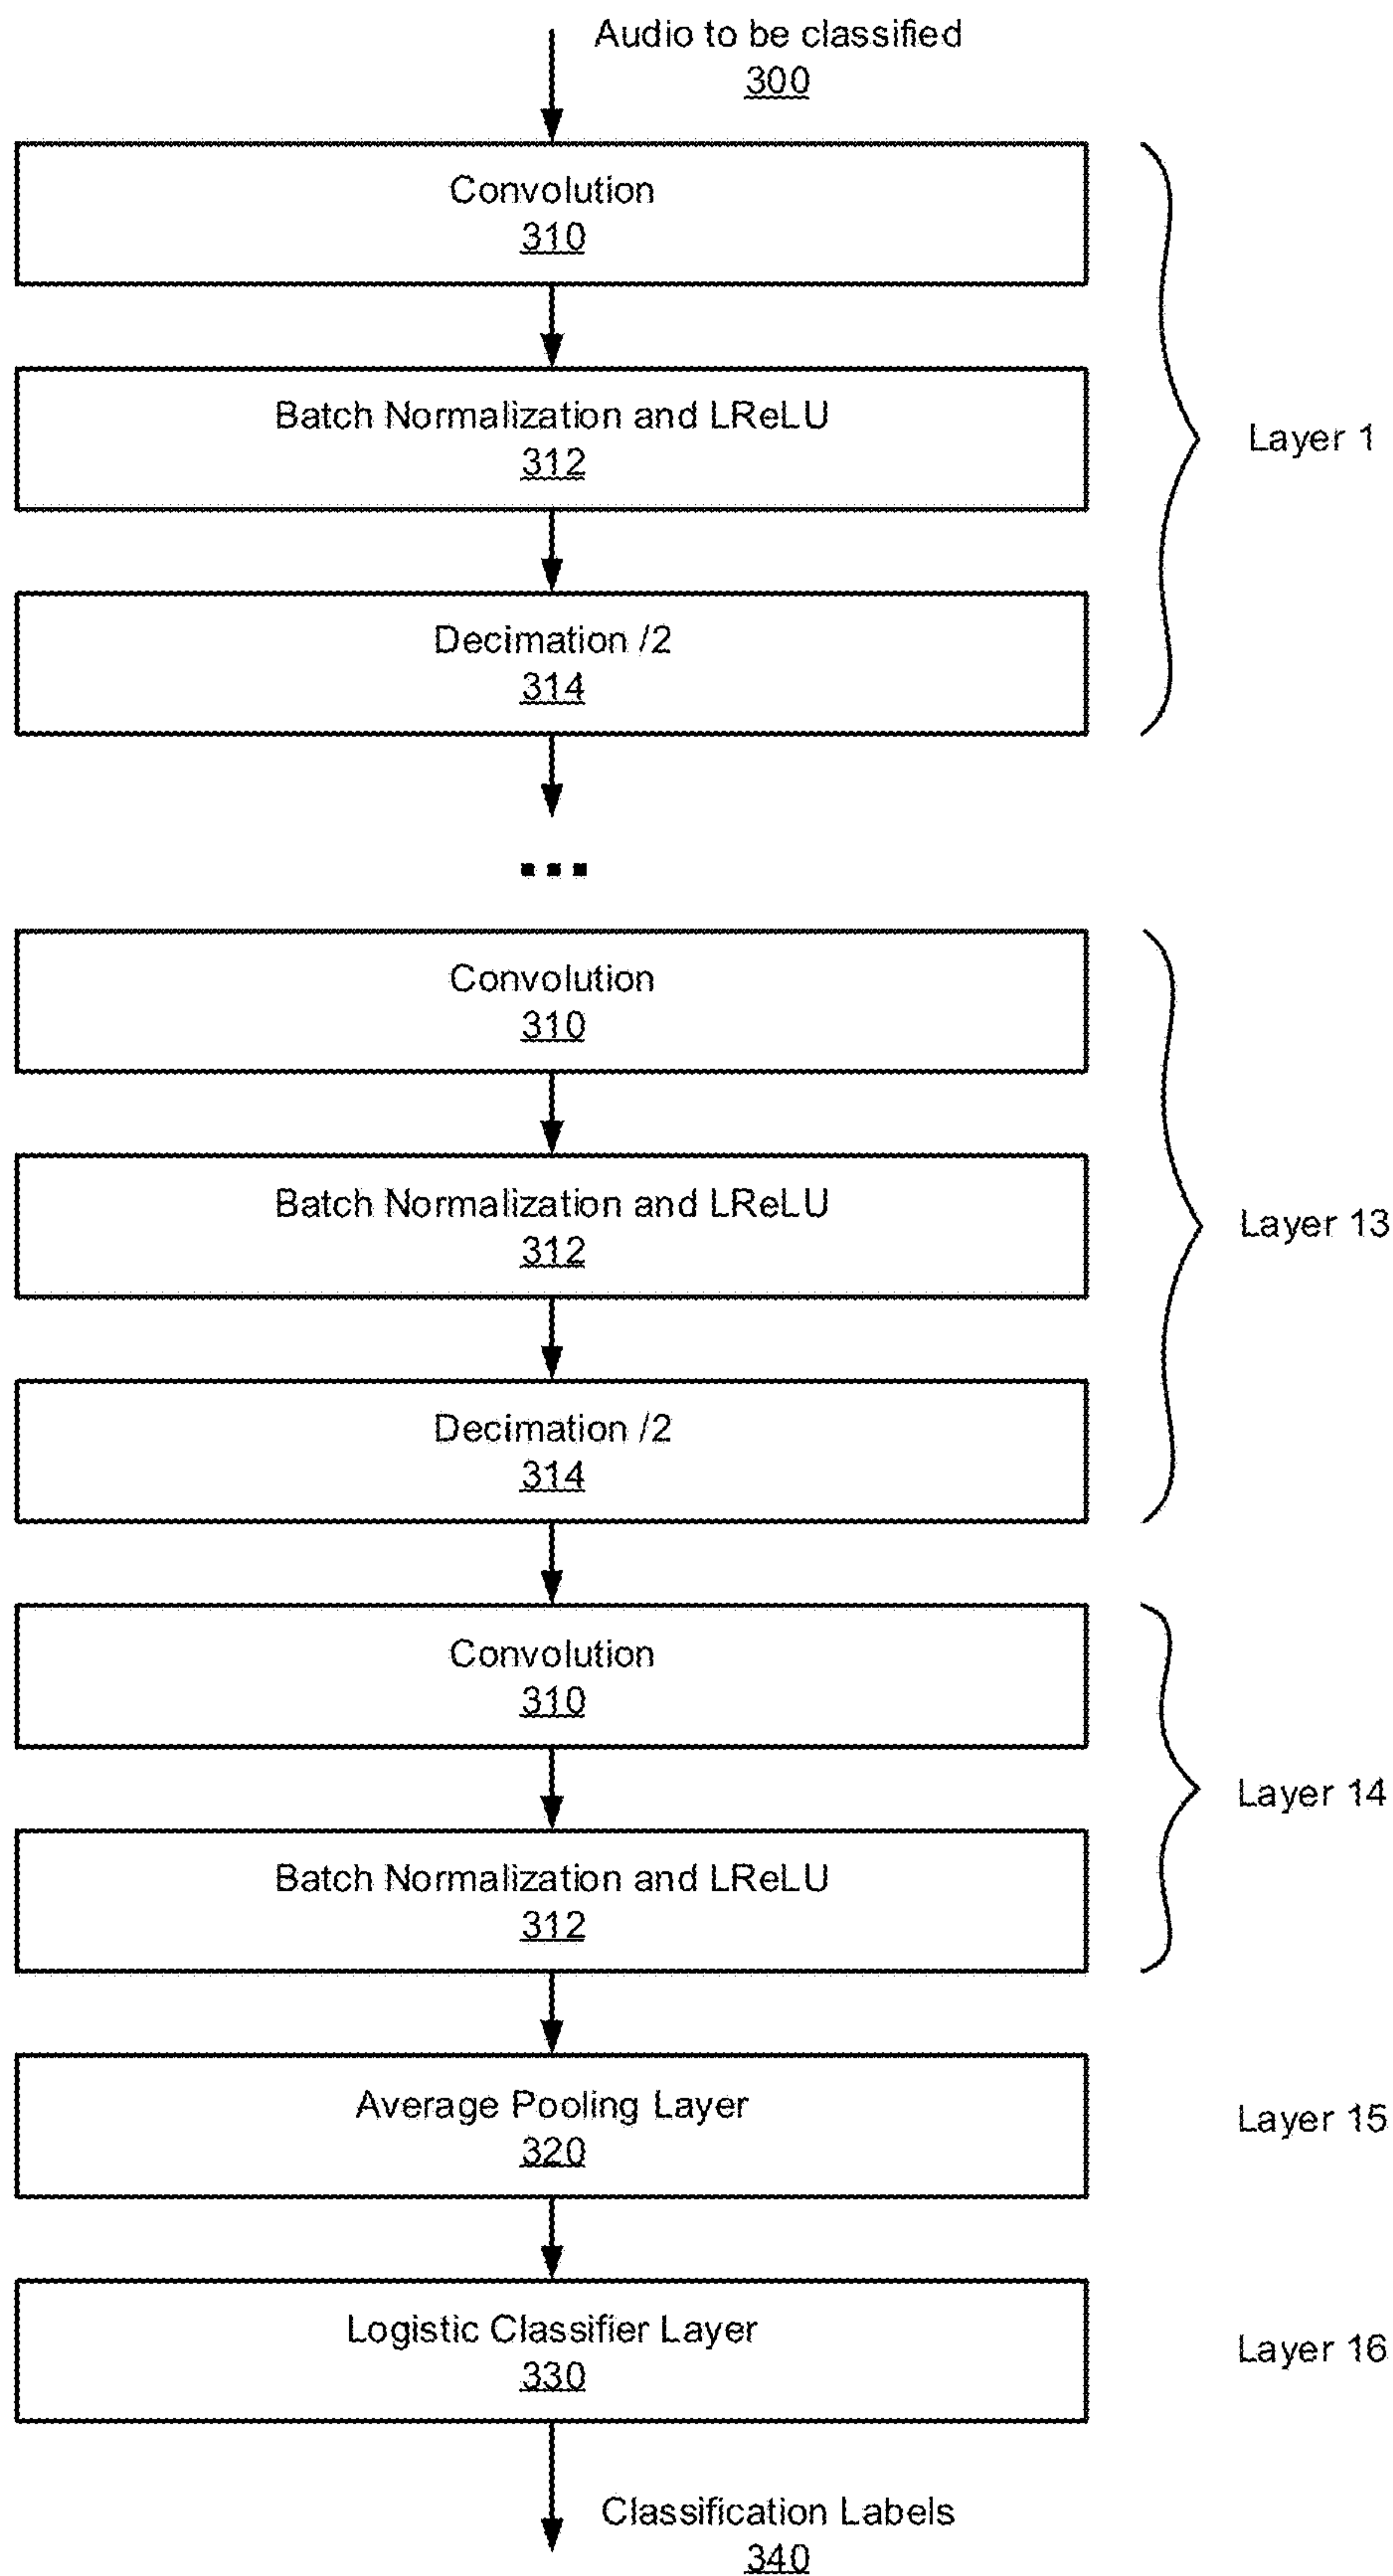 Audio to be classified
300
Convolution
310
Batch Normalization and LReLU
312
Layer 1
Decimation /2
314
...
Convolution
310
Batch Normalization and LReLU
312
Layer 13
Decimation /2
314
Convolution
310
Layer 14
Batch Normalization and LReLU
312
Average Pooling Layer
320
Layer 15
Logistic Classifier Layer
330
Layer 16
Classification Labels
340